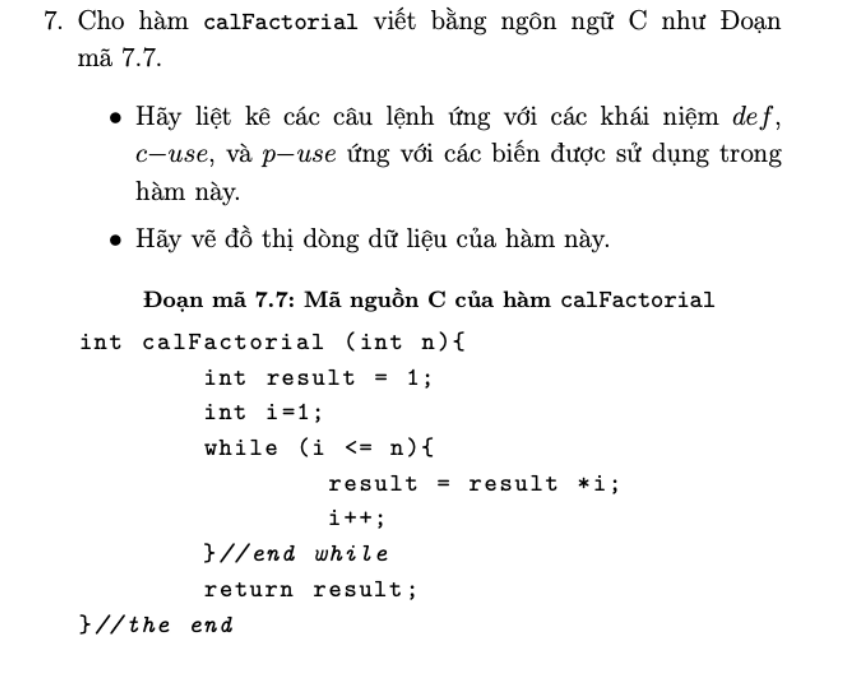 7. Cho hàm calFactorial viết bằng ngôn ngữ C như Đoạn
mã 7.7.
• Hãy liệt kê các câu lệnh ứng với các khái niệm def,
c−use, và p−use ứng với các biến được sử dụng trong
hàm này.
• Hãy vẽ đồ thị dòng dữ liệu của hàm này.
Đoạn mã 7.7: Mã nguồn C của hàm calFactorial
int calFactorial (int n){
int result = 1;
int i=1;
while (i <= n){
result = result *i;
i++;
}//end while
return result;
}//the end